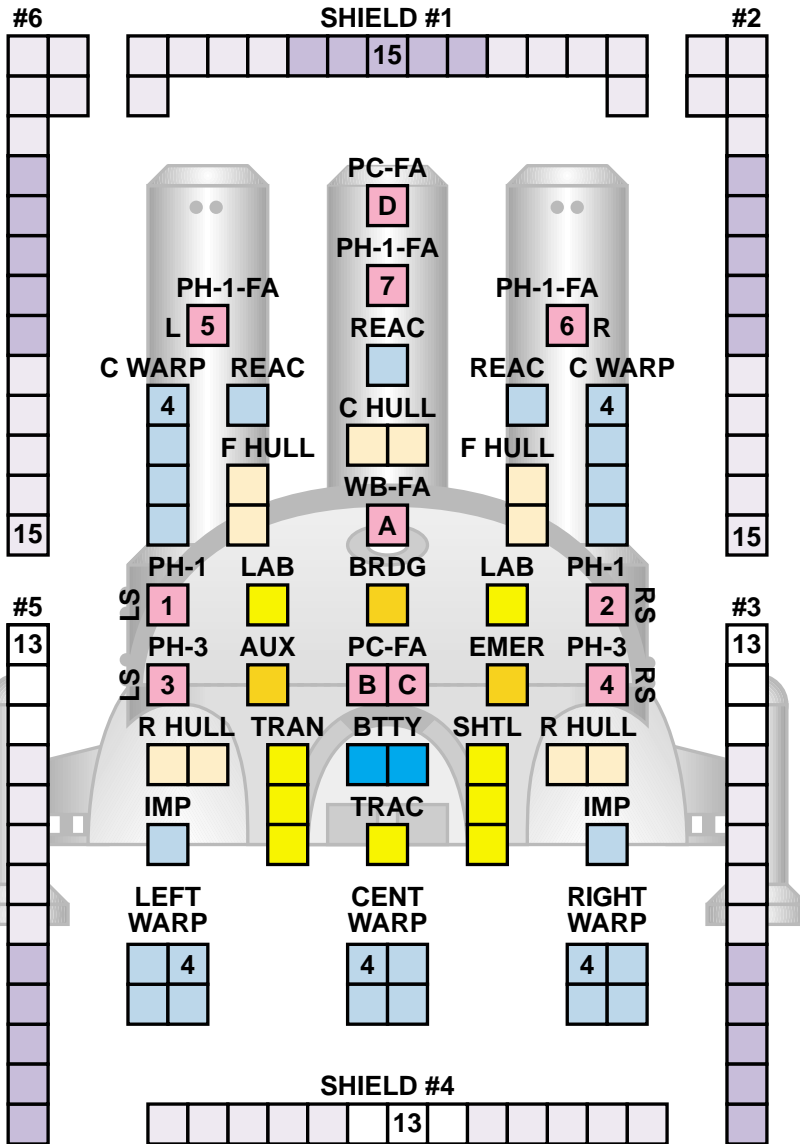 #6 SHIELD #1 #2
15
PC-FA
D
PH-1-FA
7
PH-1-FA PH-1-FA
L 5 6 R
REAC
C WARP REAC REAC C WARP
4 4
C HULL
F HULL F HULL
WB-FA
15 A 15
PH-1 LAB BRDG LAB PH-1
#5 #3
LS 1 2 RS
13 13
PH-3 AUX PC-FA EMER PH-3
LS 3 B C 4 RS
R HULL TRAN BTTY SHTL R HULL
IMP TRAC IMP
LEFT CENT RIGHT
WARP WARP WARP
4 4 4
SHIELD #4
13